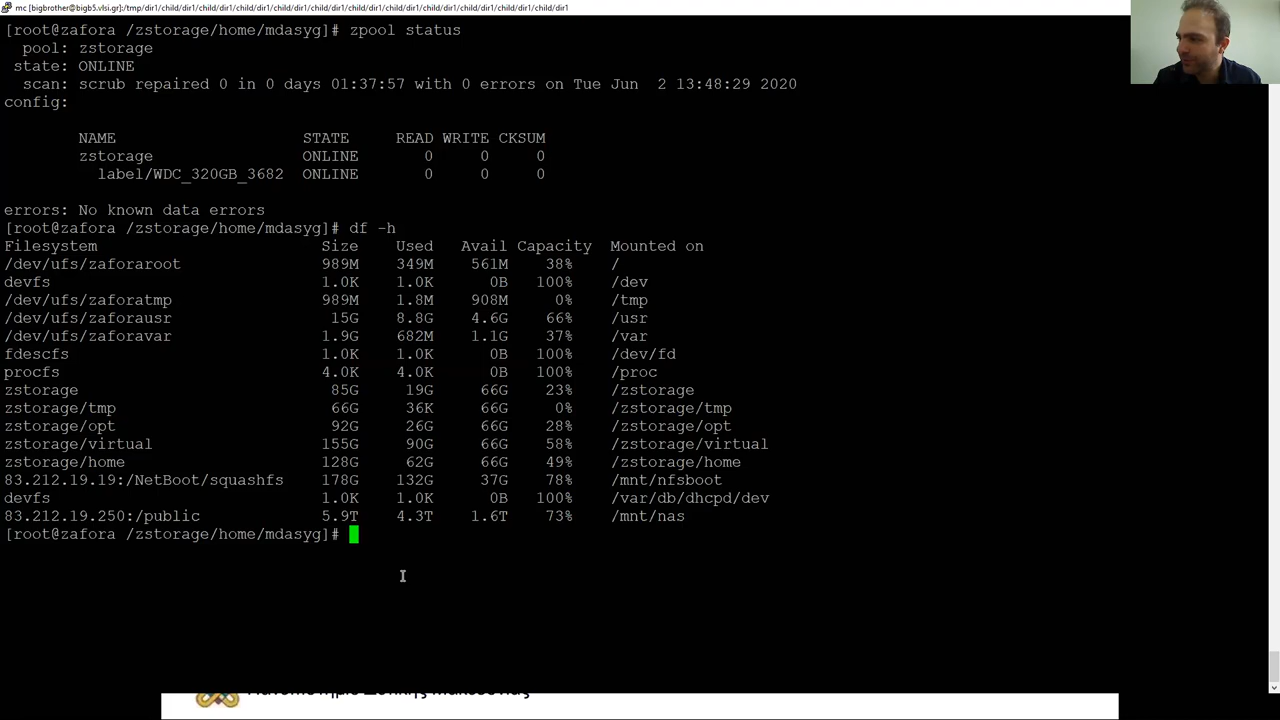 mc [bigbrother@bigb5.vlsi.gr]:/tmp/dir1/child/child/dir1/child/child/dir1/child/child/dir1/child/child/dir1/child/child/dir1
[root@zafora /zstorage/home/mdasyg]# zpool status
pool: zstorage
state: ONLINE
scan: scrub repaired 0 in 0 days 01:37:57 with 0 errors on Tue Jun 2 13:48:29 2020
config:
NAME STATE READ WRITE CKSUM
zstorage ONLINE 0 0 0
label/WDC_320GB_3682 ONLINE 0 0 0
errors: No known data errors
[root@zafora /zstorage/home/mdasyg]# df -h
Filesystem Size Used Avail Capacity Mounted on
/dev/ufs/zaforaroot 989M 349M 561M 38% /
devfs 1.0K 1.0K 0B 100% /dev
/dev/ufs/zaforatmp 989M 1.8M 908M 0% /tmp
/dev/ufs/zaforausr 15G 8.8G 4.6G 66% /usr
/dev/ufs/zaforavar 1.9G 682M 1.1G 37% /var
fdescfs 1.0K 1.0K 0B 100% /dev/fd
procfs 4.0K 4.0K 0B 100% /proc
zstorage 85G 19G 66G 23% /zstorage
zstorage/tmp 66G 36K 66G 0% /zstorage/tmp
zstorage/opt 92G 26G 66G 28% /zstorage/opt
zstorage/virtual 155G 90G 66G 58% /zstorage/virtual
zstorage/home 128G 62G 66G 49% /zstorage/home
83.212.19.19:/NetBoot/squashfs 178G 132G 37G 78% /mnt/nfsboot
devfs 1.0K 1.0K 0B 100% /var/db/dhcpd/dev
83.212.19.250:/public 5.9T 4.3T 1.6T 73% /mnt/nas
[root@zafora /zstorage/home/mdasyg]#